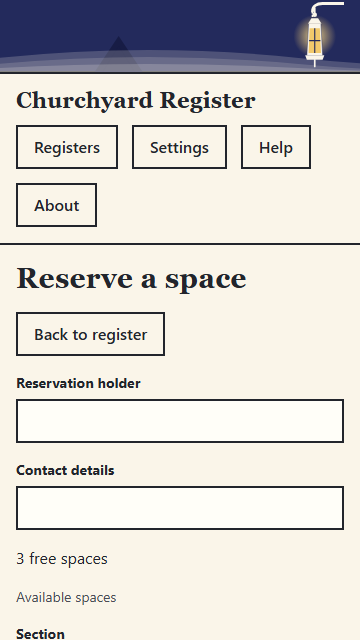 Churchyard Register
Registers
Settings
Help
About
Reserve a space
Back to register
Reservation holder
Contact details
3 free spaces
Available spaces
Section